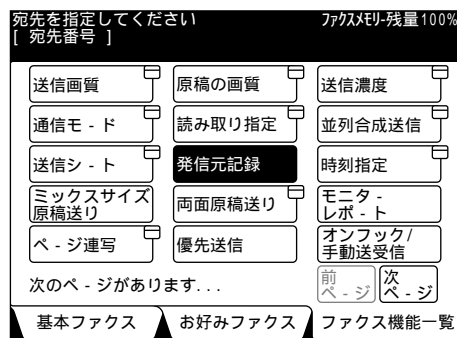 宛先を指定してください ﾌｧｸｽﾒﾓﾘｰ残量100%
[ 宛先番号 ]
送信画質 原稿の画質 送信濃度
通信モ - ド 読み取り指定 並列合成送信
送信シ - ト 発信元記録 時刻指定
ミックスサイズ
原稿送り
両面原稿送り
モニタ -
レポ - ト
ペ - ジ連写 優先送信
オンフック/
手動送受信
次のペ - ジがあります...
前
ペ - ジ
次
ペ - ジ
基本ファクス お好みファクス ファクス機能一覧